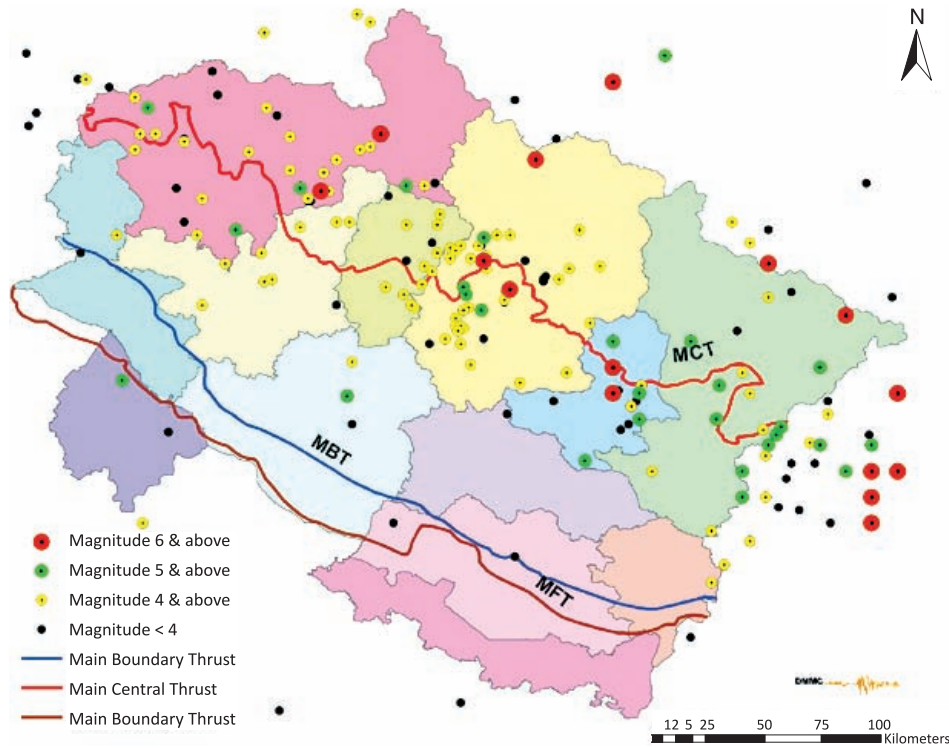 N
MCT
MBT
MFT
Magnitude 6 & above
Magnitude 5 & above
Magnitude 4 & above
Magnitude < 4
Main Boundary Thrust
Main Central Thrust
Main Boundary Thrust
DMMC
12 5 25 50 75 100
Kilometers